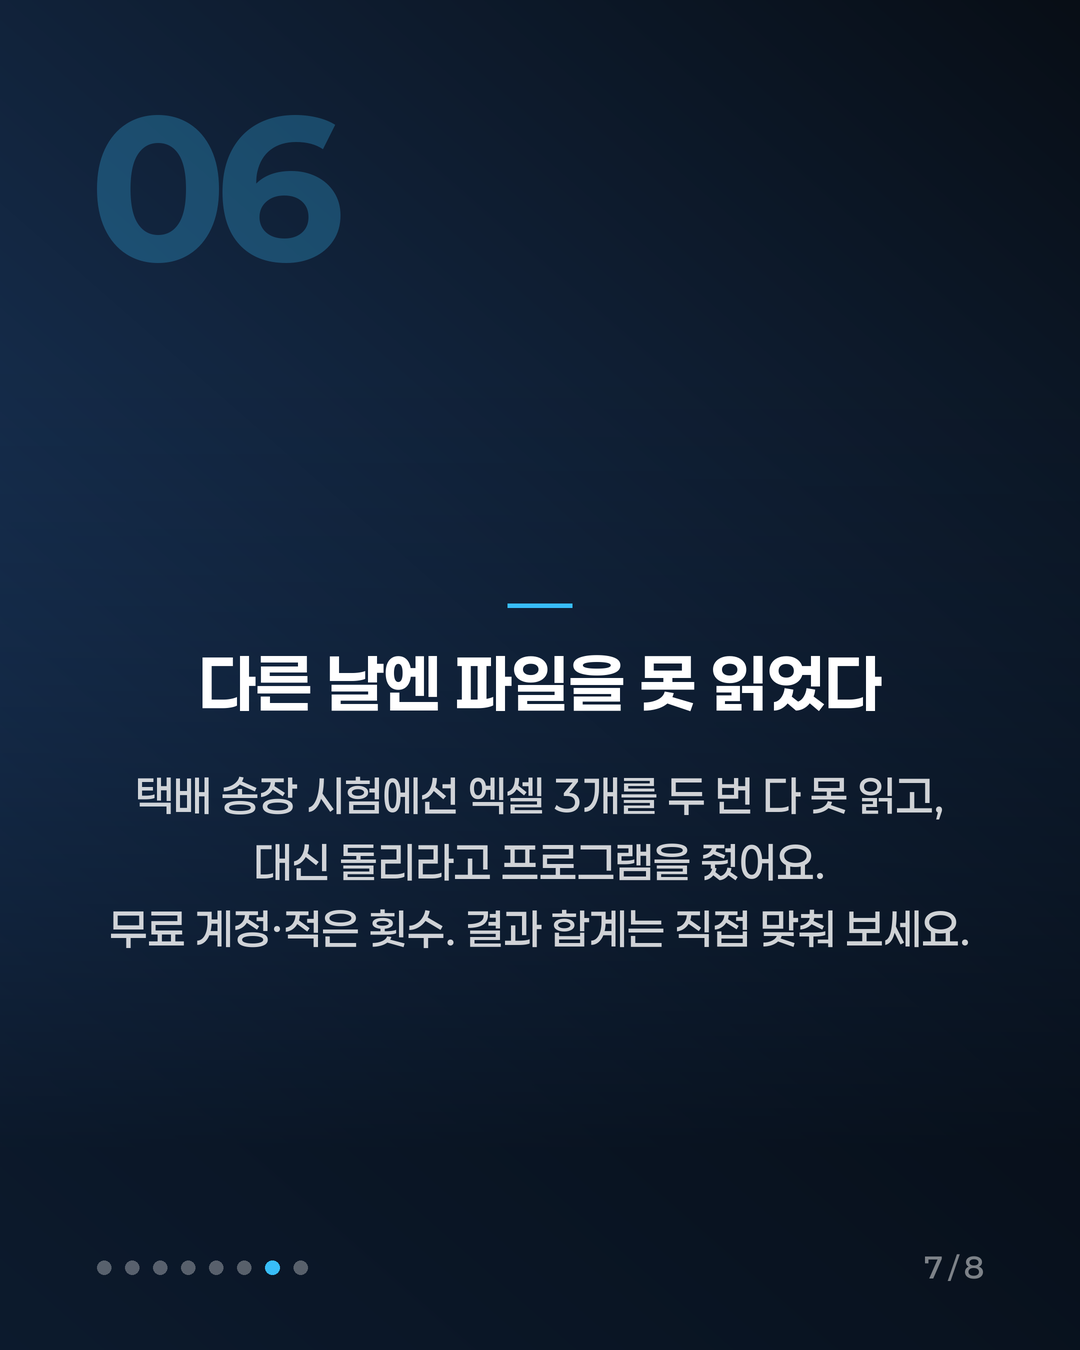 06
다른 날엔 파일을 못 읽었다
택배 송장 시험에선 엑셀 3개를 두 번 다 못 읽고,
대신 돌리라고 프로그램을 줬어요.
무료 계정·적은 횟수. 결과 합계는 직접 맞춰 보세요.
7/8